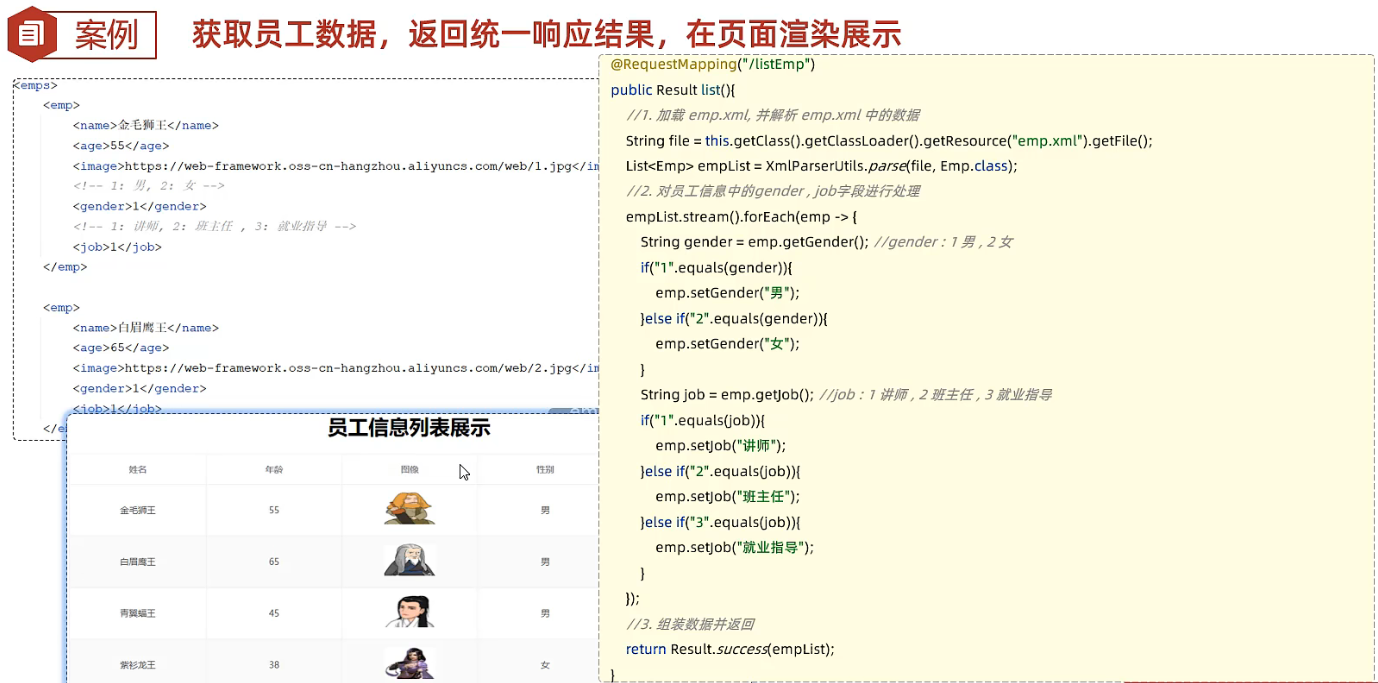 案例
获取员工数据，返回统一响应结果，在页面渲染展示
<emps>
<emp>
<name>金毛狮王</name>
<age>55</age>
<image>https://web-framework.oss-cn-hangzhou.aliyuncs.com/web/1.jpg</im
<!-- 1: 男, 2: 女 -->
<gender>1</gender>
<!-- 1: 讲师, 2: 班主任 , 3: 就业指导 -->
<job>1</job>
</emp>
<emp>
<name>白眉鹰王</name>
<age>65</age>
<image>https://web-framework.oss-cn-hangzhou.aliyuncs.com/web/2.jpg</im
<gender>1</gender>
<job>1</job>
</e
员工信息列表展示
姓名 年龄 图像 性别
金毛狮王 55 男
白眉鹰王 65 男
青翼蝠王 45 男
紫衫龙王 38 女
@RequestMapping("/listEmp")
public Result list(){
//1. 加载 emp.xml, 并解析 emp.xml 中的数据
String file = this.getClass().getClassLoader().getResource("emp.xml").getFile();
List<Emp> empList = XmlParserUtils.parse(file, Emp.class);
//2. 对员工信息中的gender , job字段进行处理
empList.stream().forEach(emp -> {
String gender = emp.getGender(); //gender : 1 男 , 2 女
if("1".equals(gender)){
emp.setGender("男");
}else if("2".equals(gender)){
emp.setGender("女");
}
String job = emp.getJob(); //job : 1 讲师 , 2 班主任 , 3 就业指导
if("1".equals(job)){
emp.setJob("讲师");
}else if("2".equals(job)){
emp.setJob("班主任");
}else if("3".equals(job)){
emp.setJob("就业指导");
}
});
//3. 组装数据并返回
return Result.success(empList);
}